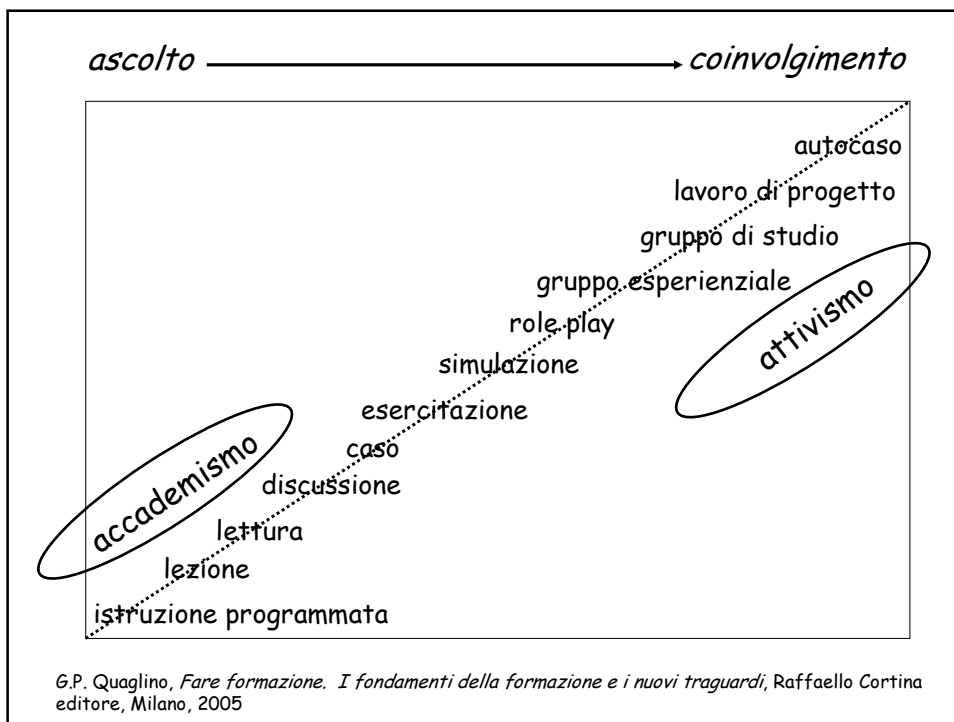 ascolto coinvolgimento
autocaso
lavoro di progetto
gruppo di studio
gruppo esperienziale
attivismo
role play
simulazione
esercitazione
caso
accademismo
discussione
lettura
lezione
istruzione programmata
G.P. Quaglino, Fare formazione. I fondamenti della formazione e i nuovi traguardi, Raffaello Cortina
editore, Milano, 2005